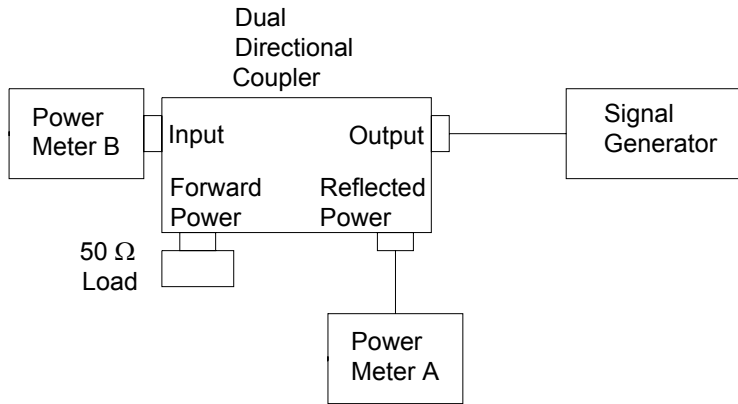 Dual
Directional
Coupler
Power
Meter B
Input
Output
Signal
Generator
Forward
Power
Reflected
Power
50 Ω
Load
Power
Meter A